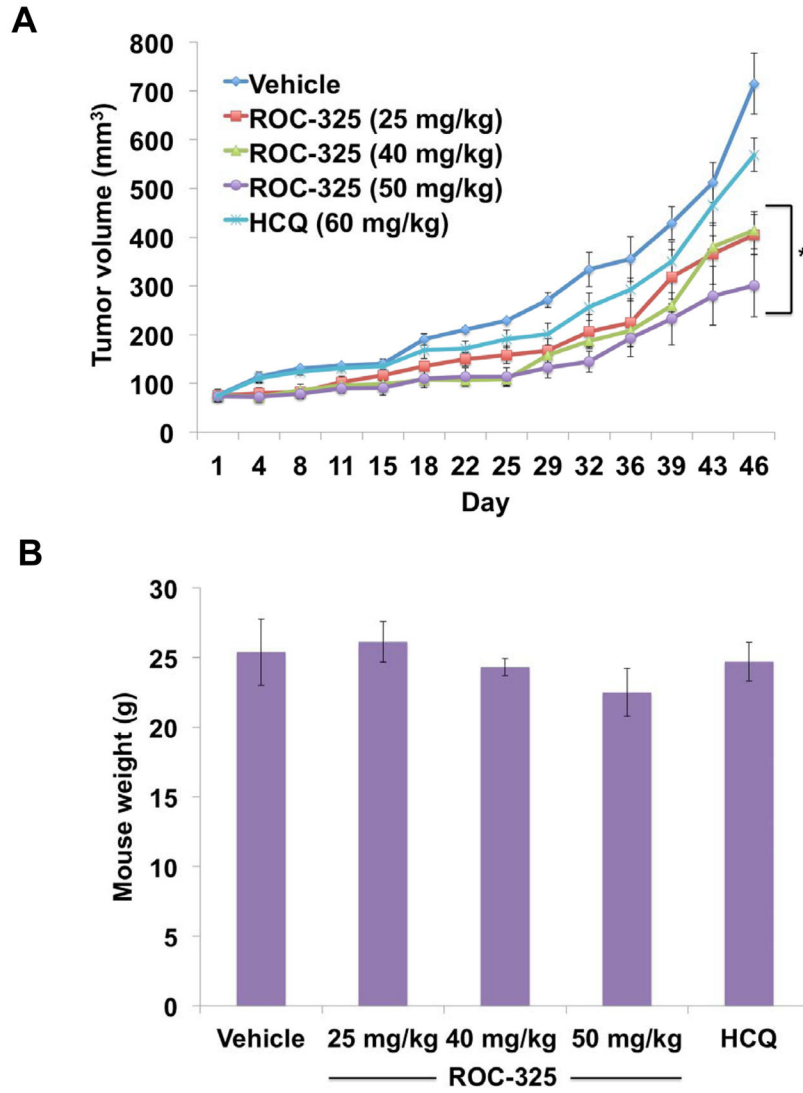 A
800
700
600
500
400
300
200
100
0
Tumor volume (mm³)
Vehicle
ROC-325 (25 mg/kg)
ROC-325 (40 mg/kg)
ROC-325 (50 mg/kg)
HCQ (60 mg/kg)
*
1 4 8 11 15 18 22 25 29 32 36 39 43 46
Day
B
30
25
20
15
10
5
0
Mouse weight (g)
Vehicle 25 mg/kg 40 mg/kg 50 mg/kg HCQ
ROC-325